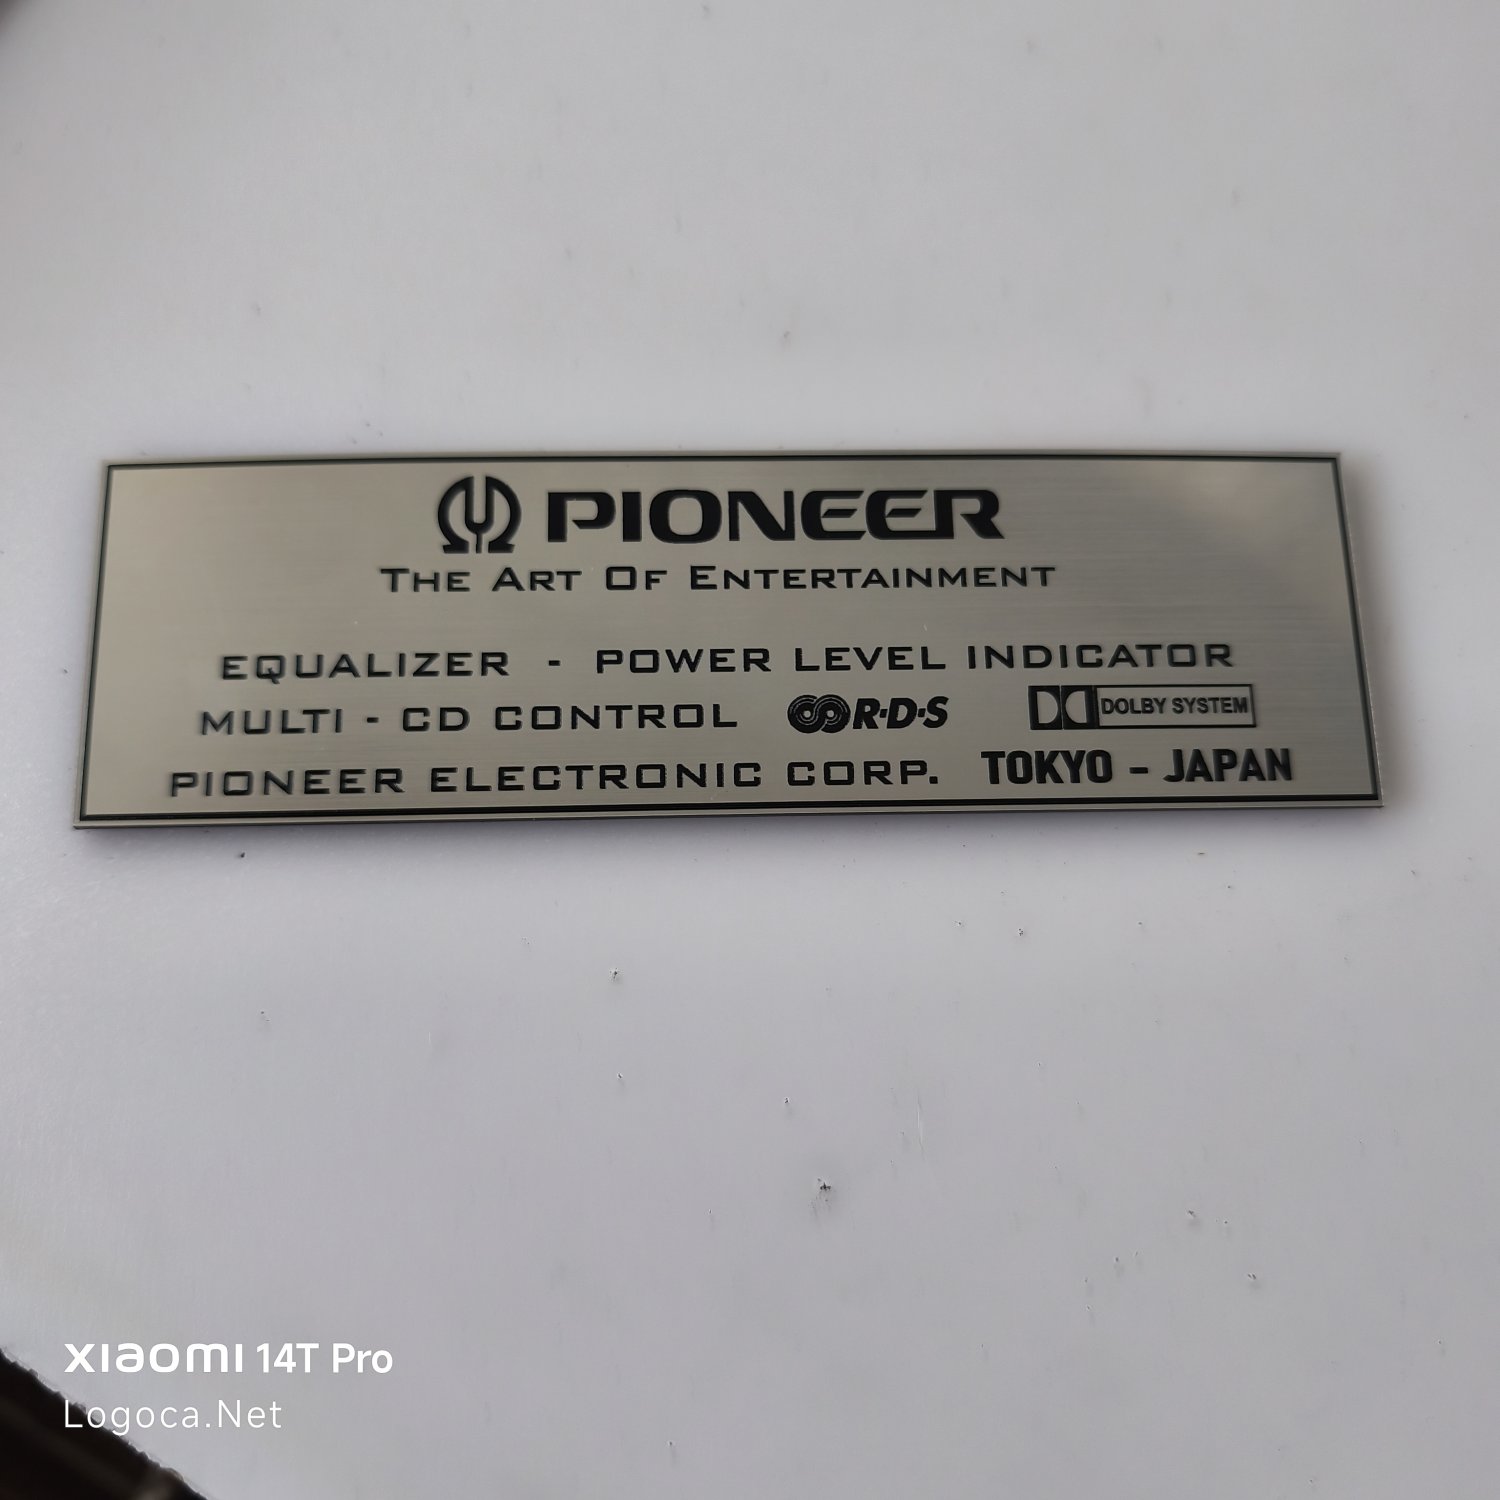 PIONEER
The Art Of Entertainment
EQUALIZER - POWER LEVEL INDICATOR
MULTI - CD CONTROL R·D·S DOLBY SYSTEM
PIONEER ELECTRONIC CORP. TOKYO - JAPAN
xiaomi 14T Pro
Logoca.Net